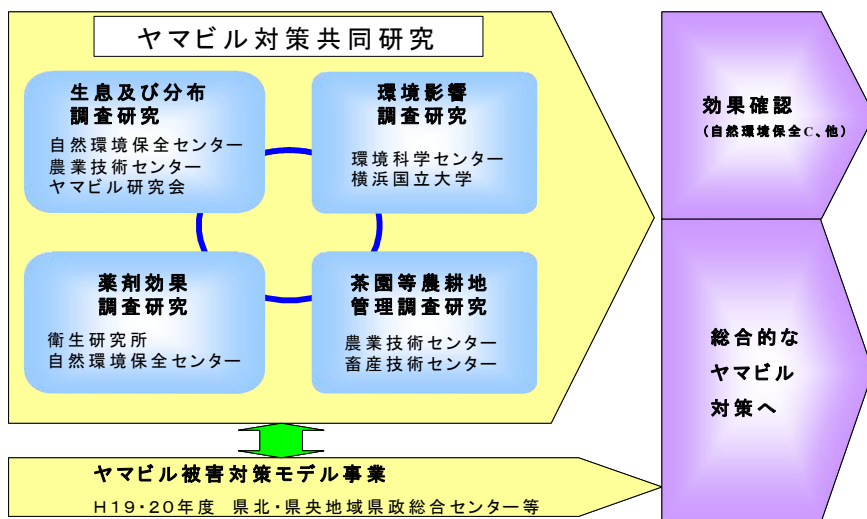 ヤマビル対策共同研究
生息及び分布
調査研究
自然環境保全センター
農業技術センター
ヤマビル研究会
環境影響
調査研究
環境科学センター
横浜国立大学
薬剤効果
調査研究
衛生研究所
自然環境保全センター
茶園等農耕地
管理調査研究
農業技術センター
畜産技術センター
ヤマビル被害対策モデル事業
H19・20年度 県北・県央地域県政総合センター等
効果確認
（自然環境保全C、他）
総合的な
ヤマビル
対策へ